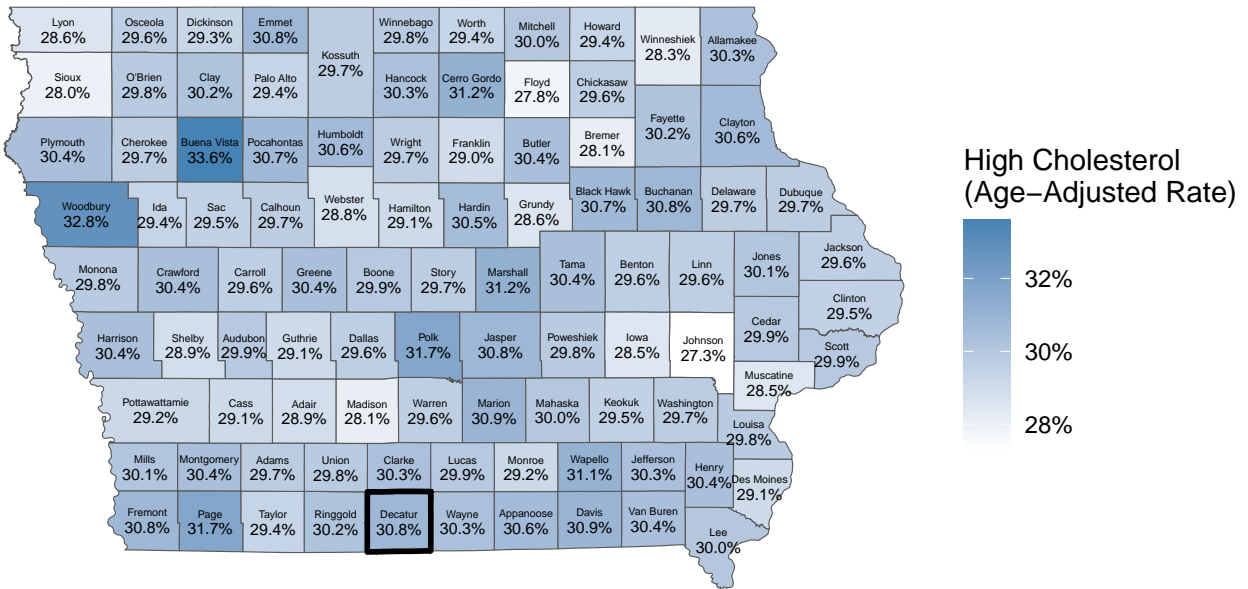 Lyon
28.6%
Osceola
29.6%
Dickinson
29.3%
Emmet
30.8%
Kossuth
29.7%
Winnebago
29.8%
Worth
29.4%
Mitchell
30.0%
Howard
29.4%
Winneshiek
28.3%
Allamakee
30.3%
Sioux
28.0%
O'Brien
29.8%
Clay
30.2%
Palo Alto
29.4%
Hancock
30.3%
Cerro Gordo
31.2%
Floyd
27.8%
Chickasaw
29.6%
Fayette
30.2%
Clayton
30.6%
Plymouth
30.4%
Cherokee
29.7%
Buena Vista
33.6%
Pocahontas
30.7%
Humboldt
30.6%
Wright
29.7%
Franklin
29.0%
Butler
30.4%
Bremer
28.1%
Woodbury
32.8%
Ida
29.4%
Sac
29.5%
Calhoun
29.7%
Webster
28.8%
Hamilton
29.1%
Hardin
30.5%
Grundy
28.6%
Black Hawk
30.7%
Buchanan
30.8%
Delaware
29.7%
Dubuque
29.7%
Monona
29.8%
Crawford
30.4%
Carroll
29.6%
Greene
30.4%
Boone
29.9%
Story
29.7%
Marshall
31.2%
Tama
30.4%
Benton
29.6%
Linn
29.6%
Jones
30.1%
Jackson
29.6%
Clinton
29.5%
Harrison
30.4%
Shelby
28.9%
Audubon
29.9%
Guthrie
29.1%
Dallas
29.6%
Polk
31.7%
Jasper
30.8%
Poweshiek
29.8%
Iowa
28.5%
Johnson
27.3%
Cedar
29.9%
Scott
29.9%
Muscatine
28.5%
Pottawattamie
29.2%
Cass
29.1%
Adair
28.9%
Madison
28.1%
Warren
29.6%
Marion
30.9%
Mahaska
30.0%
Keokuk
29.5%
Washington
29.7%
Louisa
29.8%
Mills
30.1%
Montgomery
30.4%
Adams
29.7%
Union
29.8%
Clarke
30.3%
Lucas
29.9%
Monroe
29.2%
Wapello
31.1%
Jefferson
30.3%
Henry
30.4%
Des Moines
29.1%
Fremont
30.8%
Page
31.7%
Taylor
29.4%
Ringgold
30.2%
Decatur
30.8%
Wayne
30.3%
Appanoose
30.6%
Davis
30.9%
Van Buren
30.4%
Lee
30.0%
High Cholesterol
(Age−Adjusted Rate)
32%
30%
28%